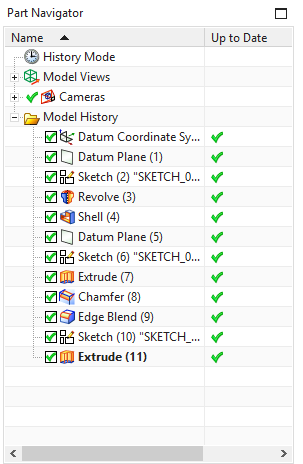 Part Navigator
Name Up to Date
History Mode
Model Views
Cameras
Model History
Datum Coordinate Sy...
Datum Plane (1)
Sketch (2) "SKETCH_0...
Revolve (3)
Shell (4)
Datum Plane (5)
Sketch (6) "SKETCH_0...
Extrude (7)
Chamfer (8)
Edge Blend (9)
Sketch (10) "SKETCH_...
Extrude (11)